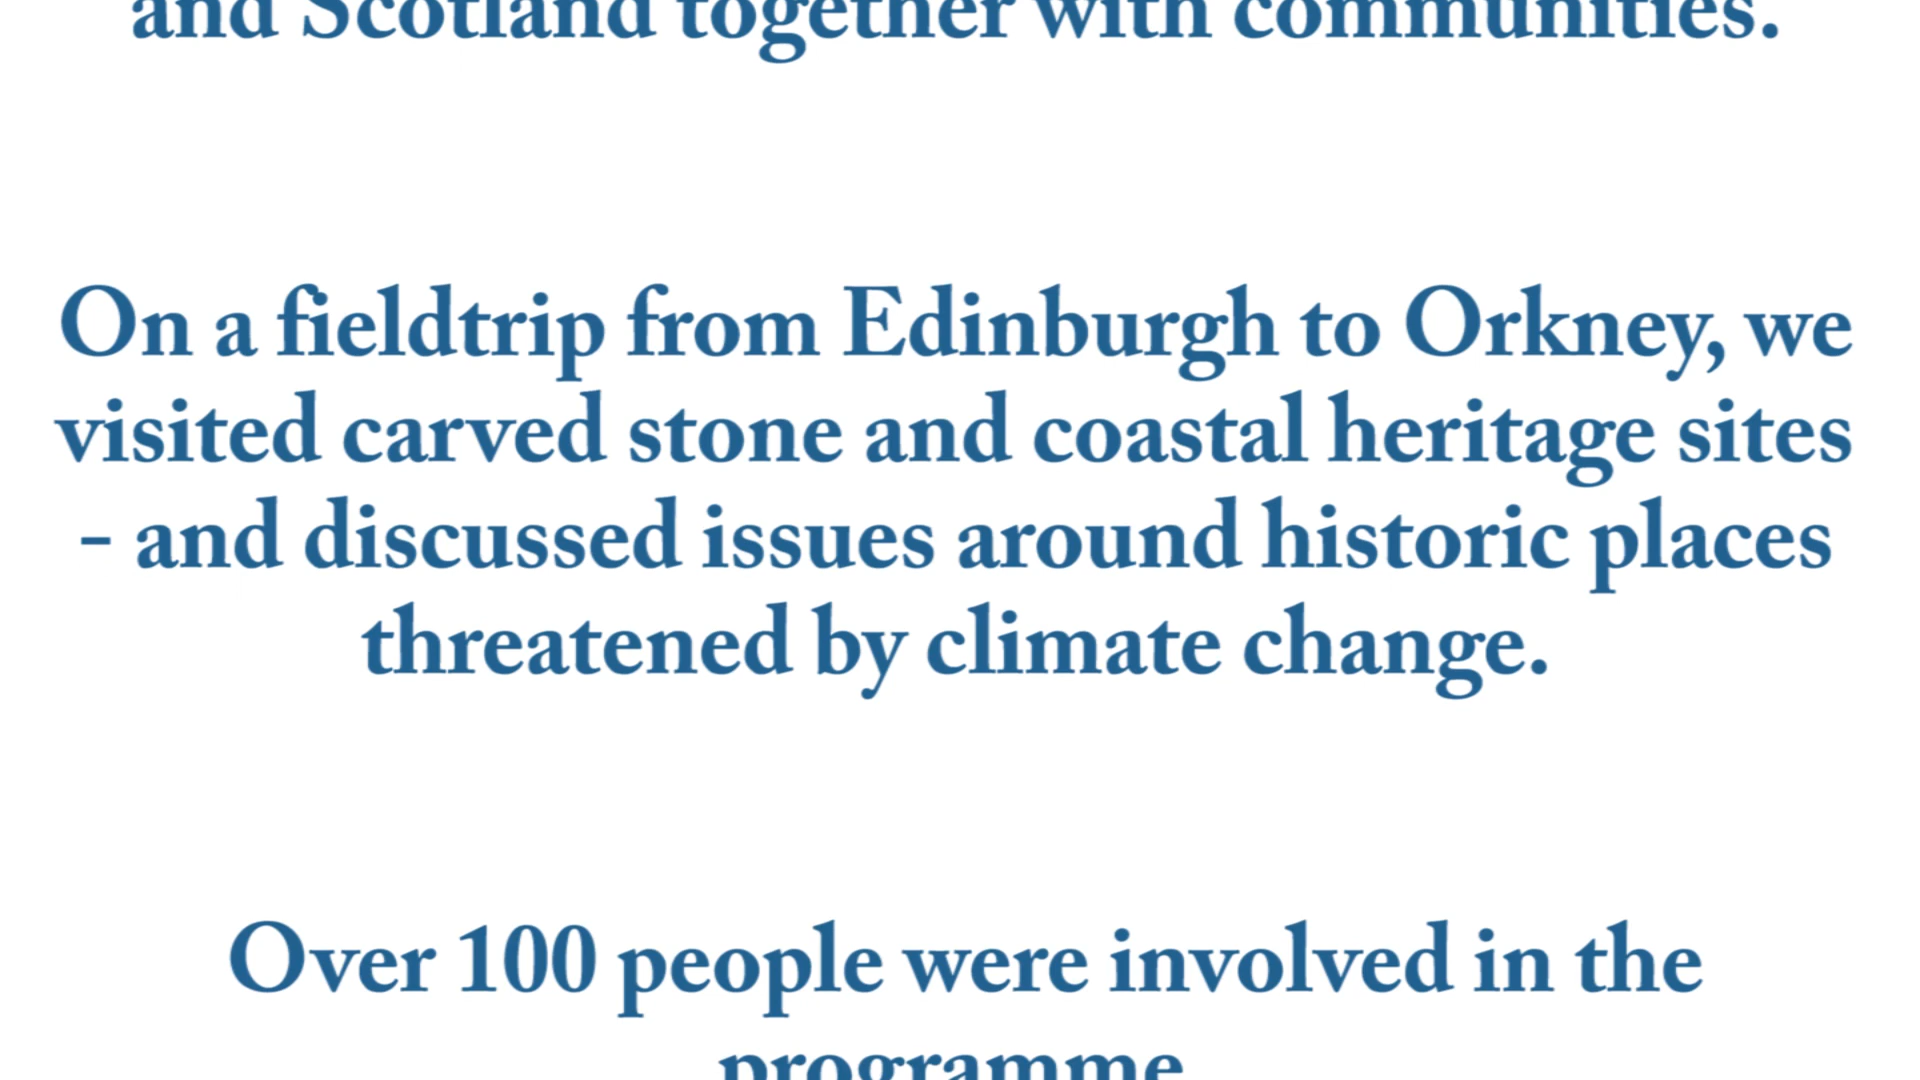 and Scotland together with communities.
On a fieldtrip from Edinburgh to Orkney, we
visited carved stone and coastal heritage sites
- and discussed issues around historic places
threatened by climate change.
Over 100 people were involved in the
programme